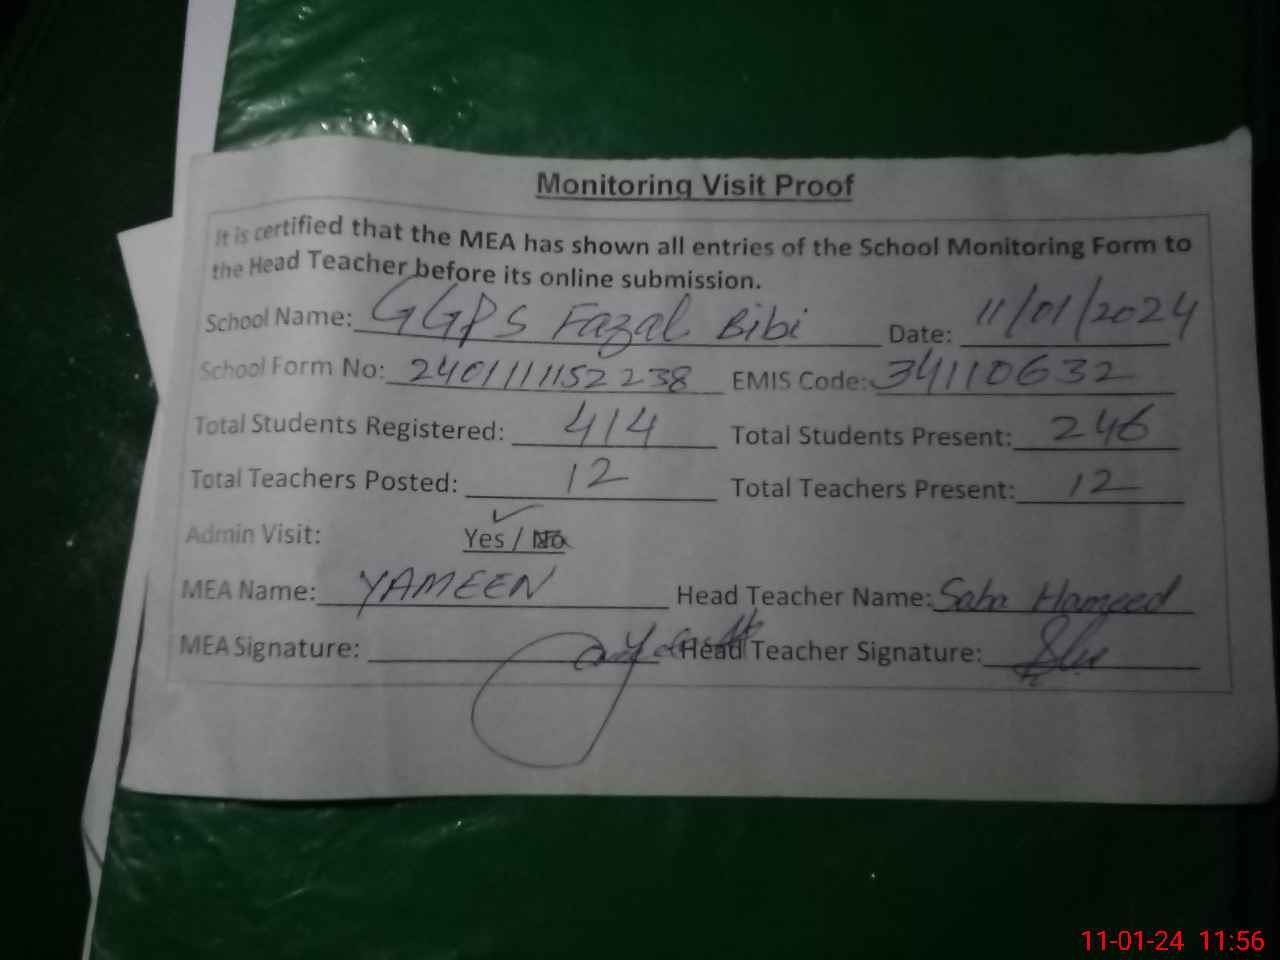 Monitoring Visit Proof
It is certified that the MEA has shown all entries of the School Monitoring Form to
the Head Teacher before its online submission.
School Name: GGPS Fazal Bibi Date: 11/01/2024
School Form No: 2401111152238 EMIS Code: 34110632
Total Students Registered: 414 Total Students Present: 246
Total Teachers Posted: 12 Total Teachers Present: 12
Admin Visit: Yes / No
MEA Name: YAMEEN Head Teacher Name: Saba Hameed
MEA Signature: Head Teacher Signature:
11-01-24 11:56